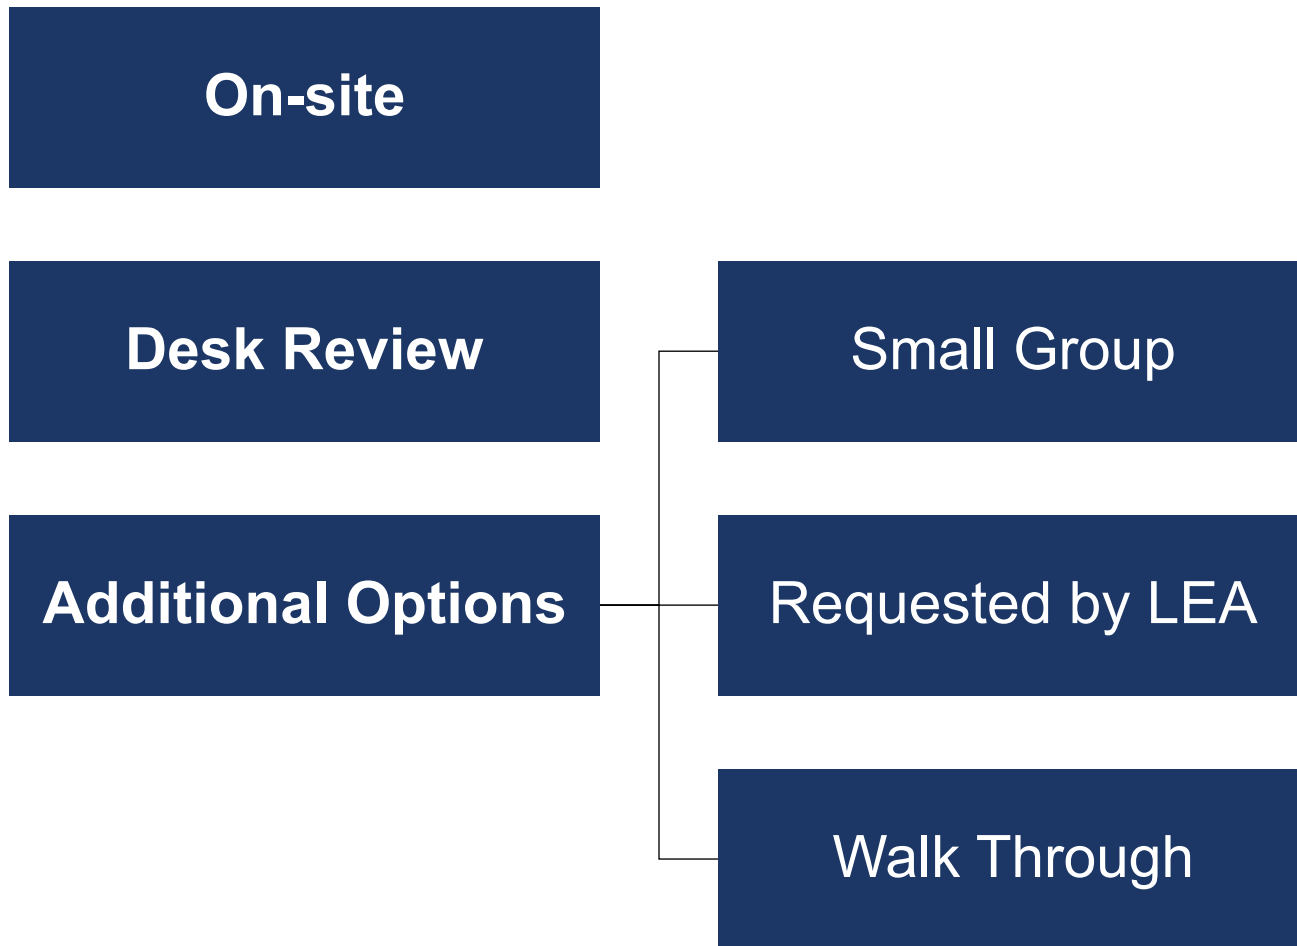 On-site
Desk Review
Additional Options
Small Group
Requested by LEA
Walk Through